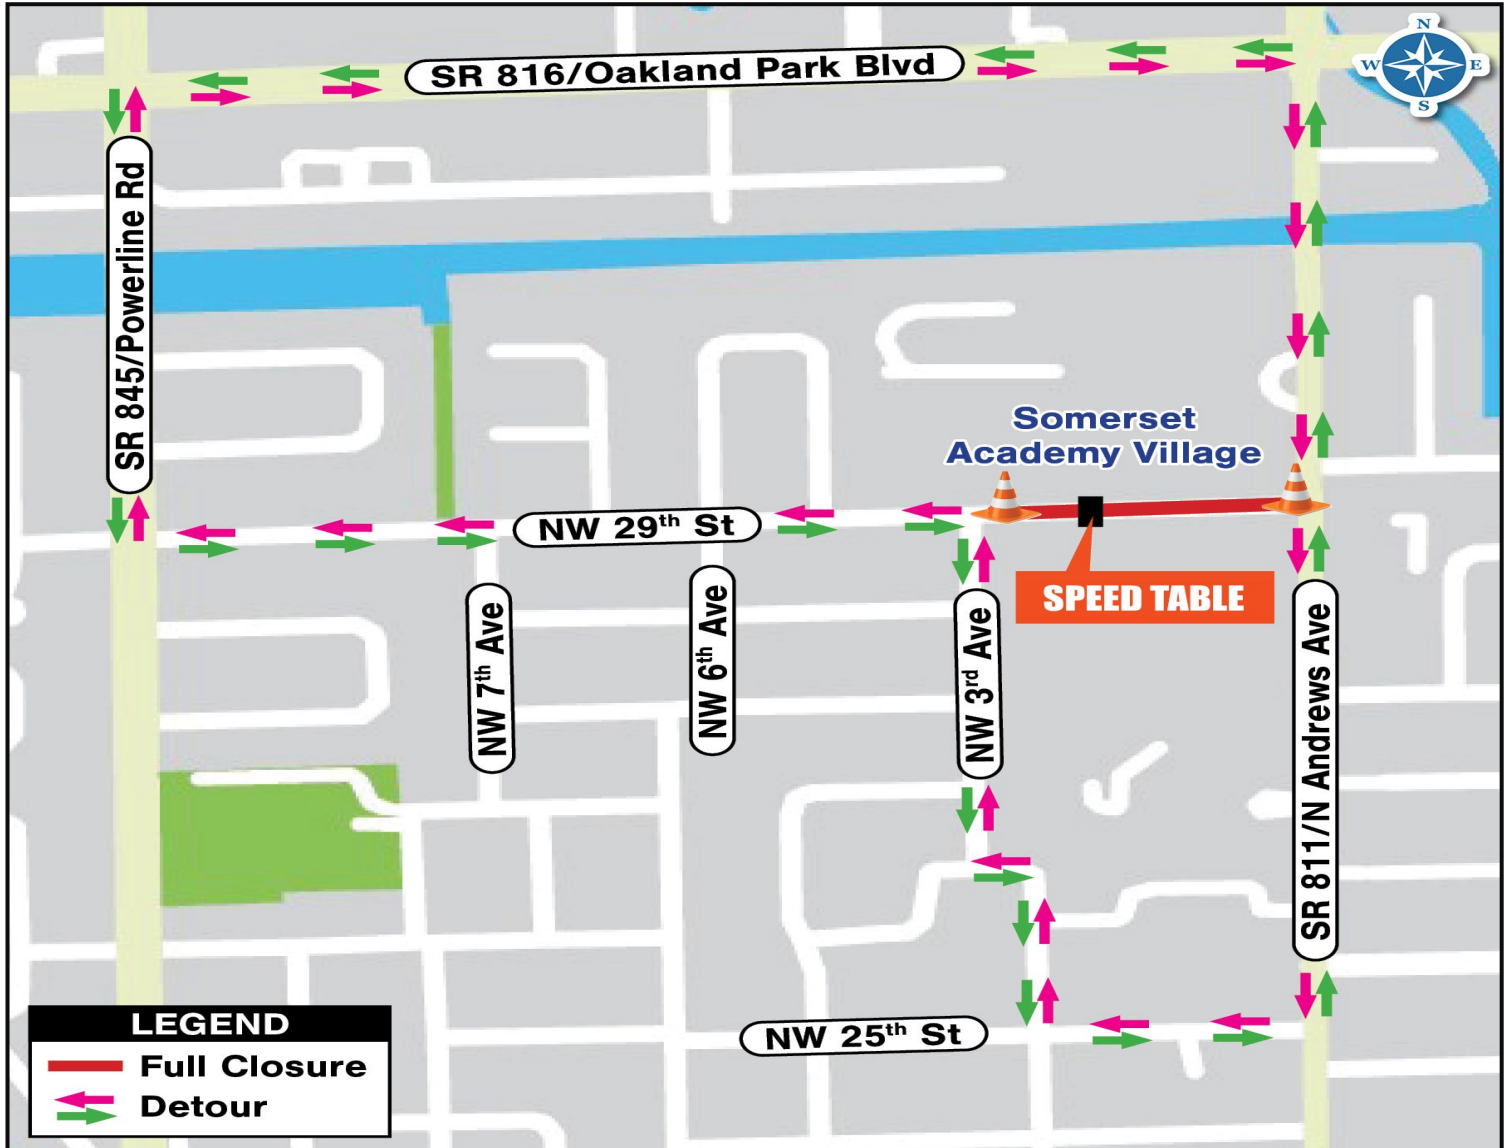 N
W E
S
SR 816/Oakland Park Blvd
SR 845/Powerline Rd
Somerset
Academy Village
NW 29th St
SPEED TABLE
NW 7th Ave
NW 6th Ave
NW 3rd Ave
SR 811/N Andrews Ave
NW 25th St
LEGEND
Full Closure
Detour